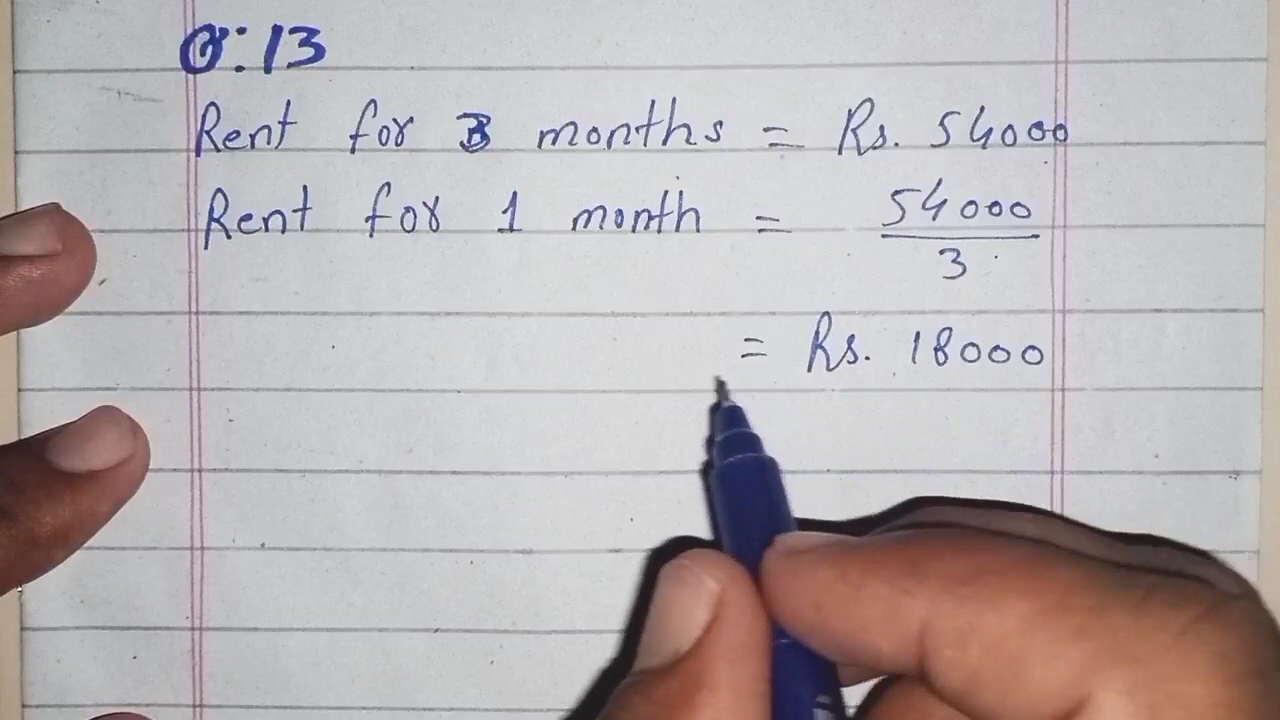 Q:13
Rent for 3 months = Rs. 54000
Rent for 1 month = 54000
3
= Rs. 18000